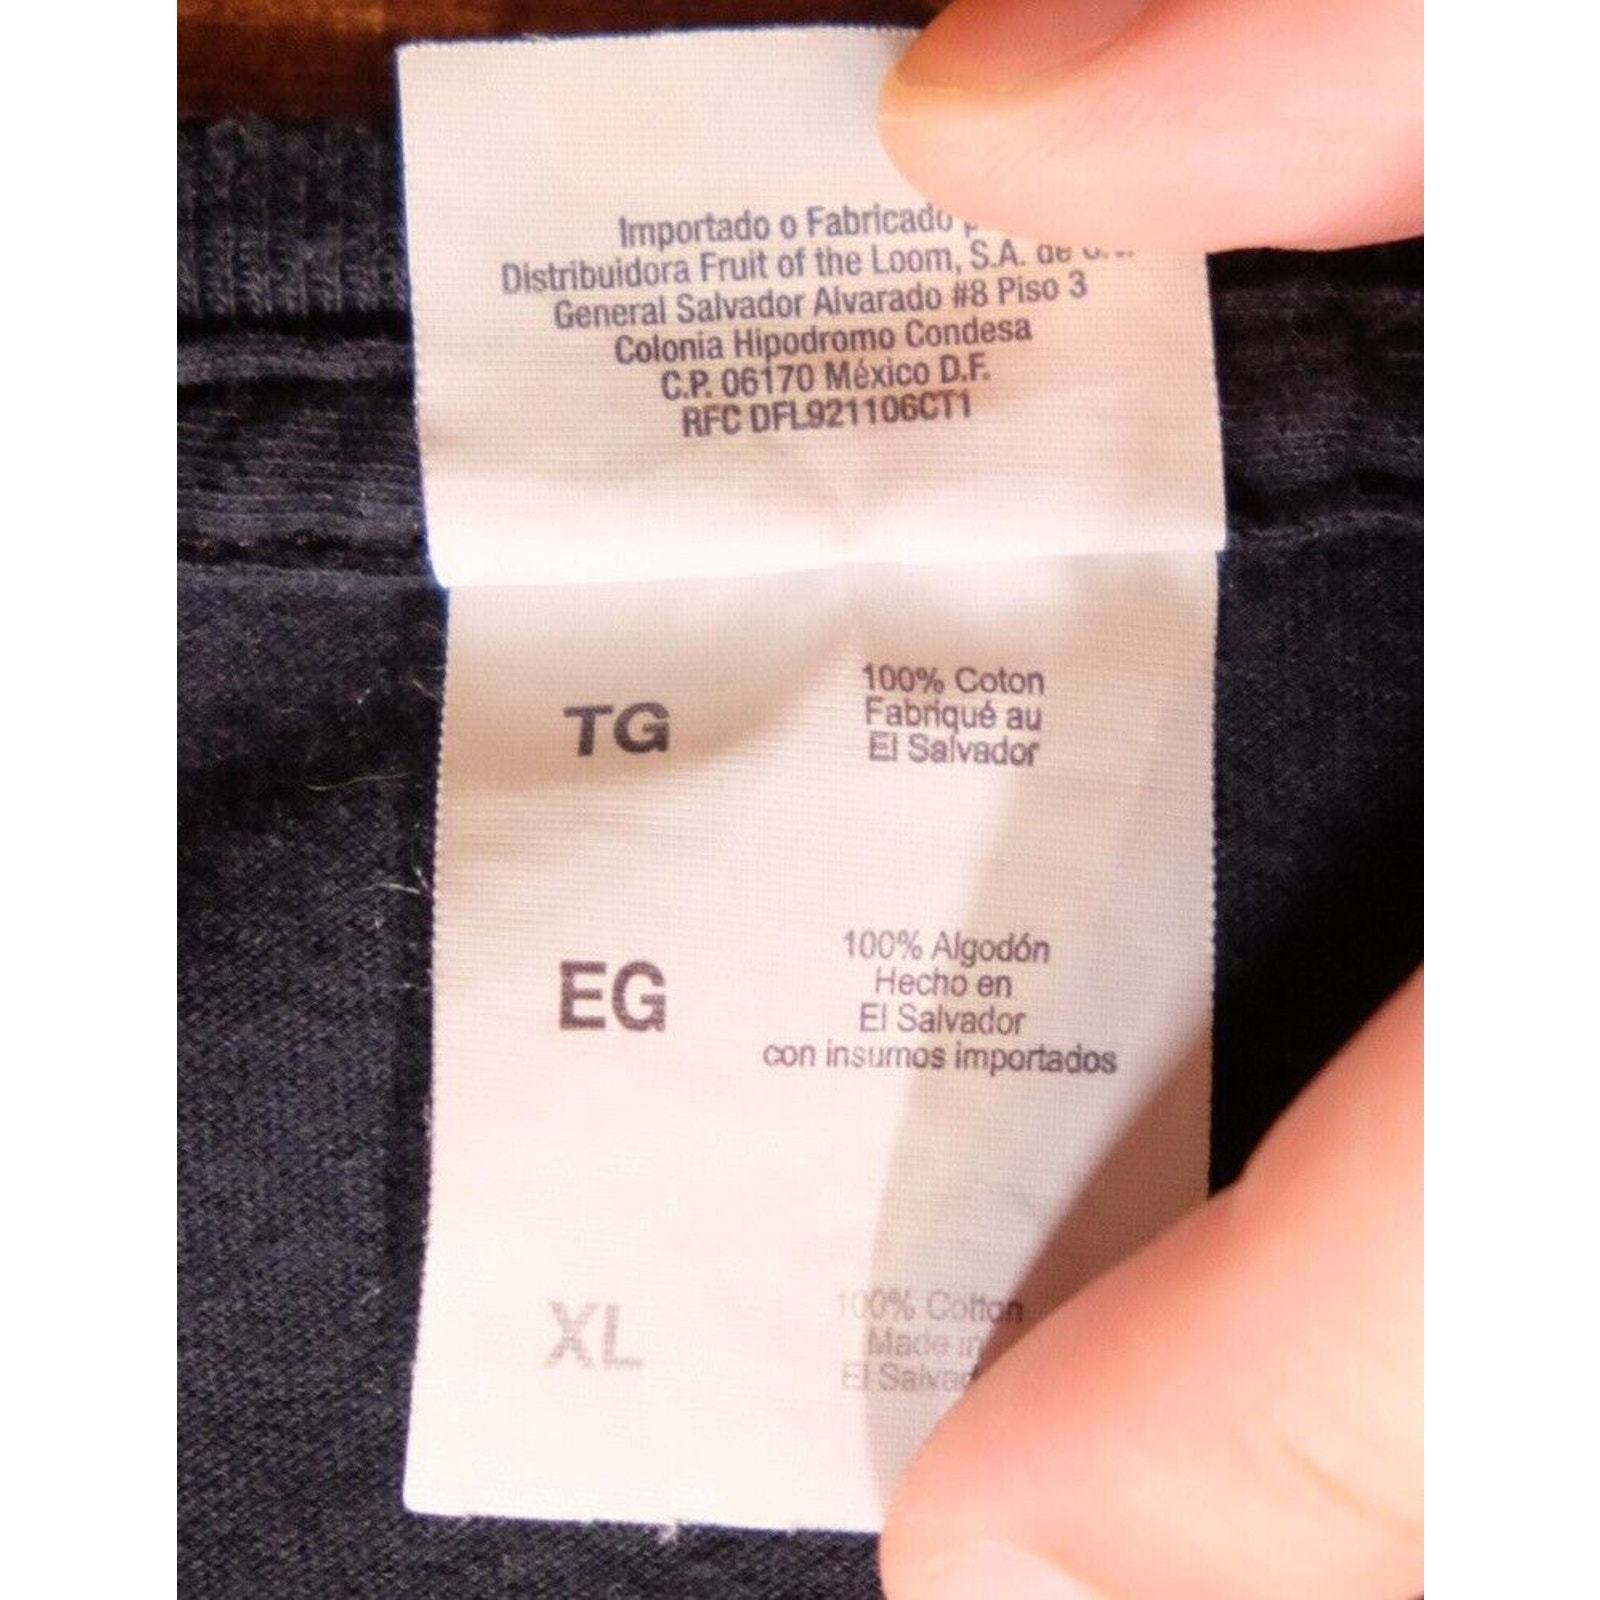 Importado o Fabricado
Distribuidora Fruit of the Loom, S.A. de
General Salvador Alvarado #8 Piso 3
Colonia Hipodromo Condesa
C.P. 06170 México D.F.
RFC DFL921106CT1
TG
100% Coton
Fabriqué au
El Salvador
EG
100% Algodón
Hecho en
El Salvador
con insumos importados
XL
100% Cotton
Made in
El Salvad